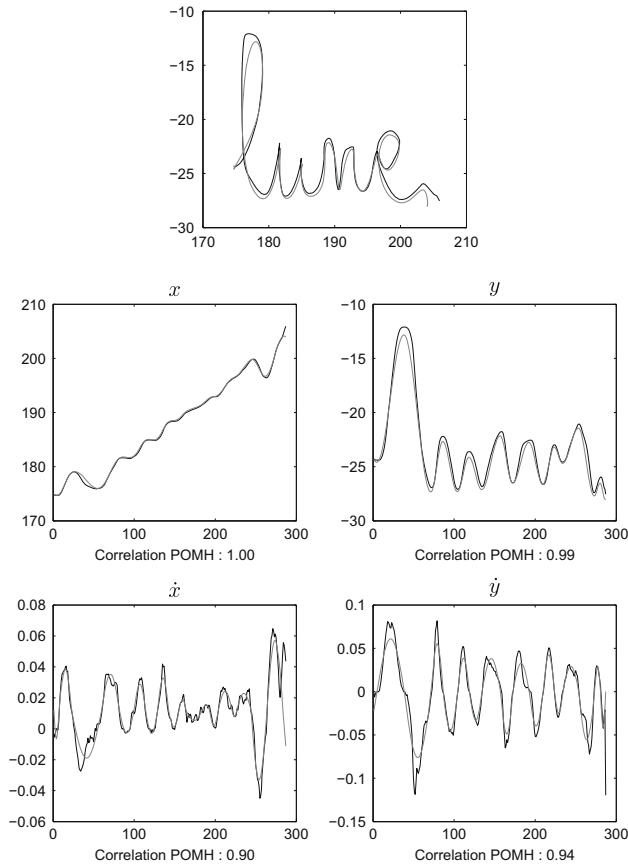 −10
−15
−20
−25
−30
170 180 190 200 210
lune
x
210
200
190
180
170
0 100 200 300
Correlation POMH : 1.00
y
−10
−15
−20
−25
−30
0 100 200 300
Correlation POMH : 0.99
ẋ
0.08
0.06
0.04
0.02
0
−0.02
−0.04
−0.06
0 100 200 300
Correlation POMH : 0.90
ẏ
0.1
0.05
0
−0.05
−0.1
−0.15
0 100 200 300
Correlation POMH : 0.94